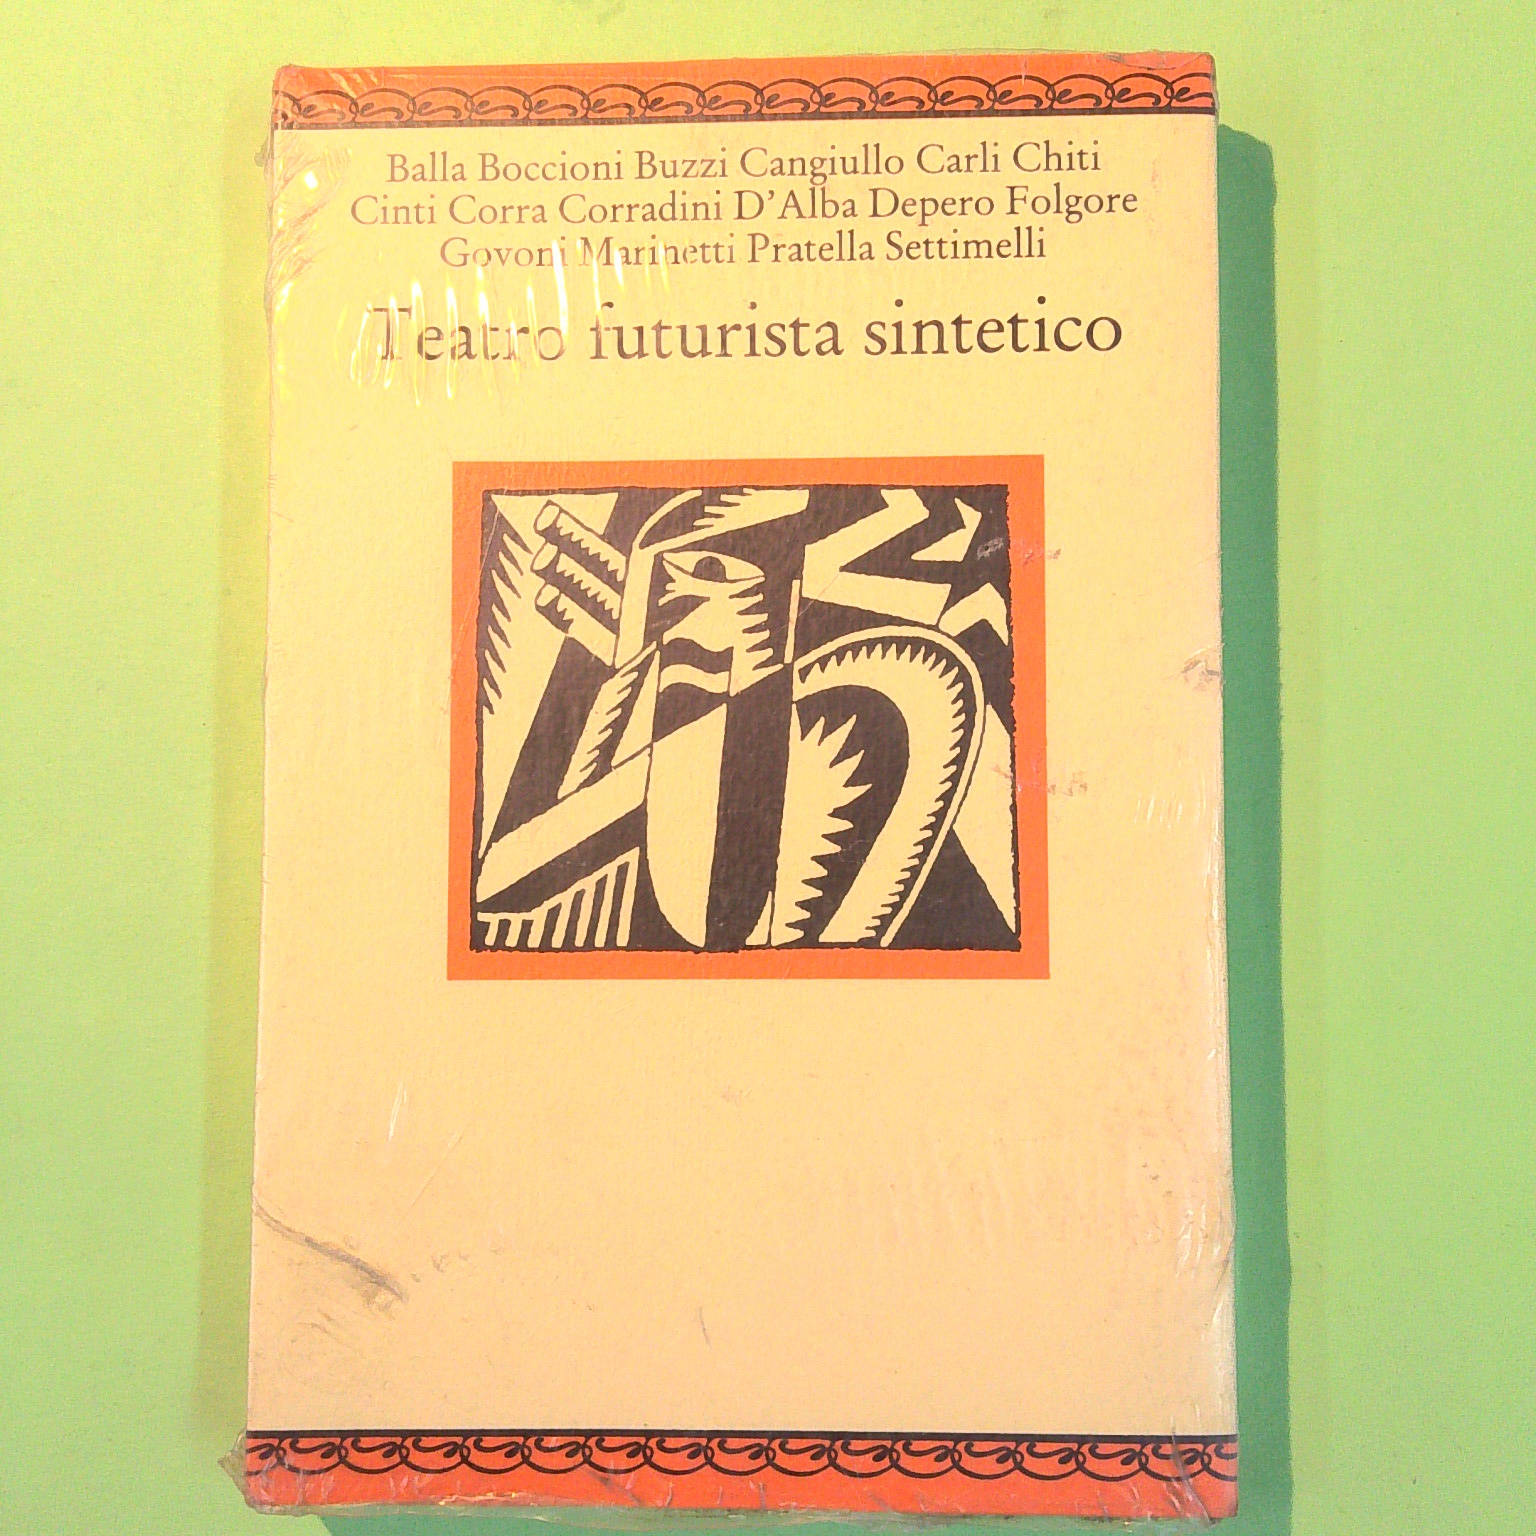 Balla Boccioni Buzzi Cangiullo Carli Chiti
Cinti Corra Corradini D'Alba Depero Folgore
Govoni Marinetti Pratella Settimelli
Teatro futurista sintetico